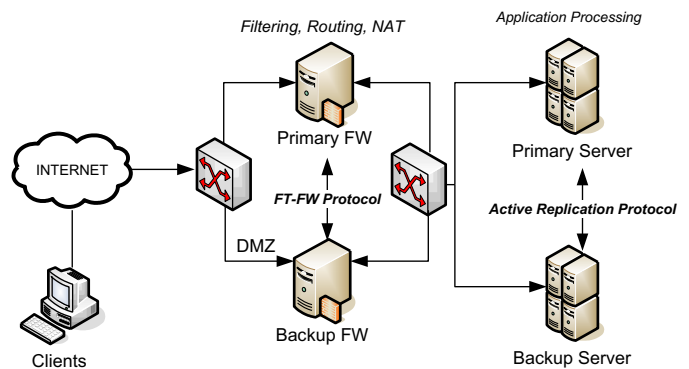 Filtering, Routing, NAT
Application Processing
Primary FW
Primary Server
INTERNET
FT-FW Protocol
Active Replication Protocol
DMZ
Backup FW
Backup Server
Clients